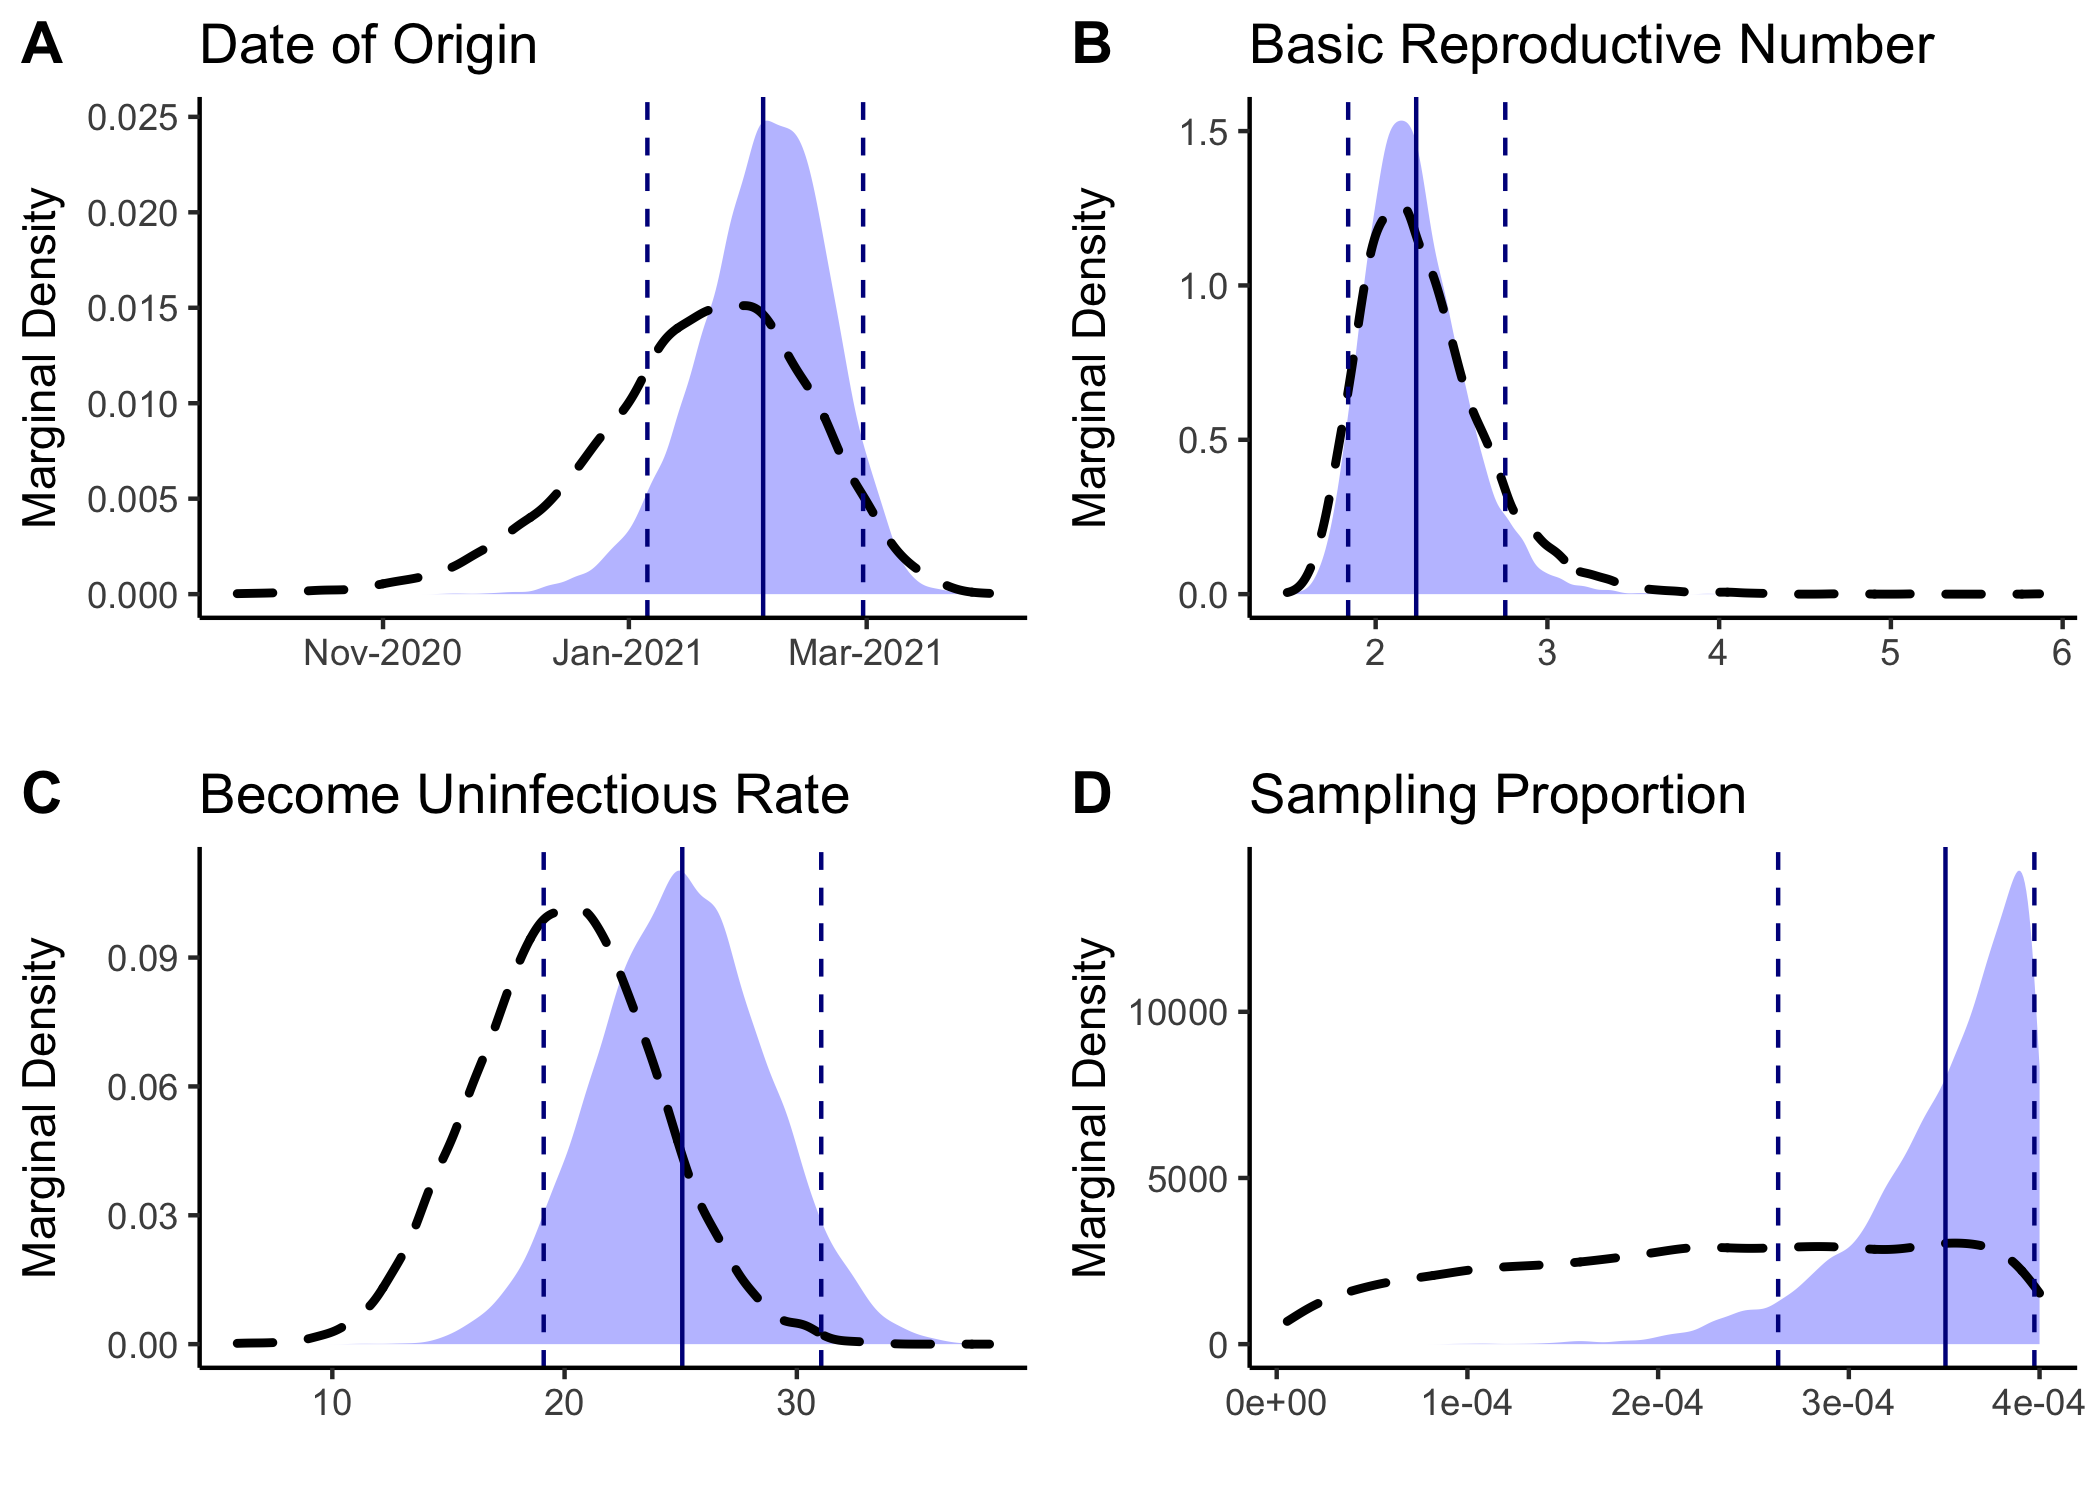 A Date of Origin
Marginal Density
0.025
0.020
0.015
0.010
0.005
0.000
Nov-2020 Jan-2021 Mar-2021
B Basic Reproductive Number
Marginal Density
1.5
1.0
0.5
0.0
2 3 4 5 6
C Become Uninfectious Rate
Marginal Density
0.09
0.06
0.03
0.00
10 20 30
D Sampling Proportion
Marginal Density
10000
5000
0
0e+00 1e-04 2e-04 3e-04 4e-04